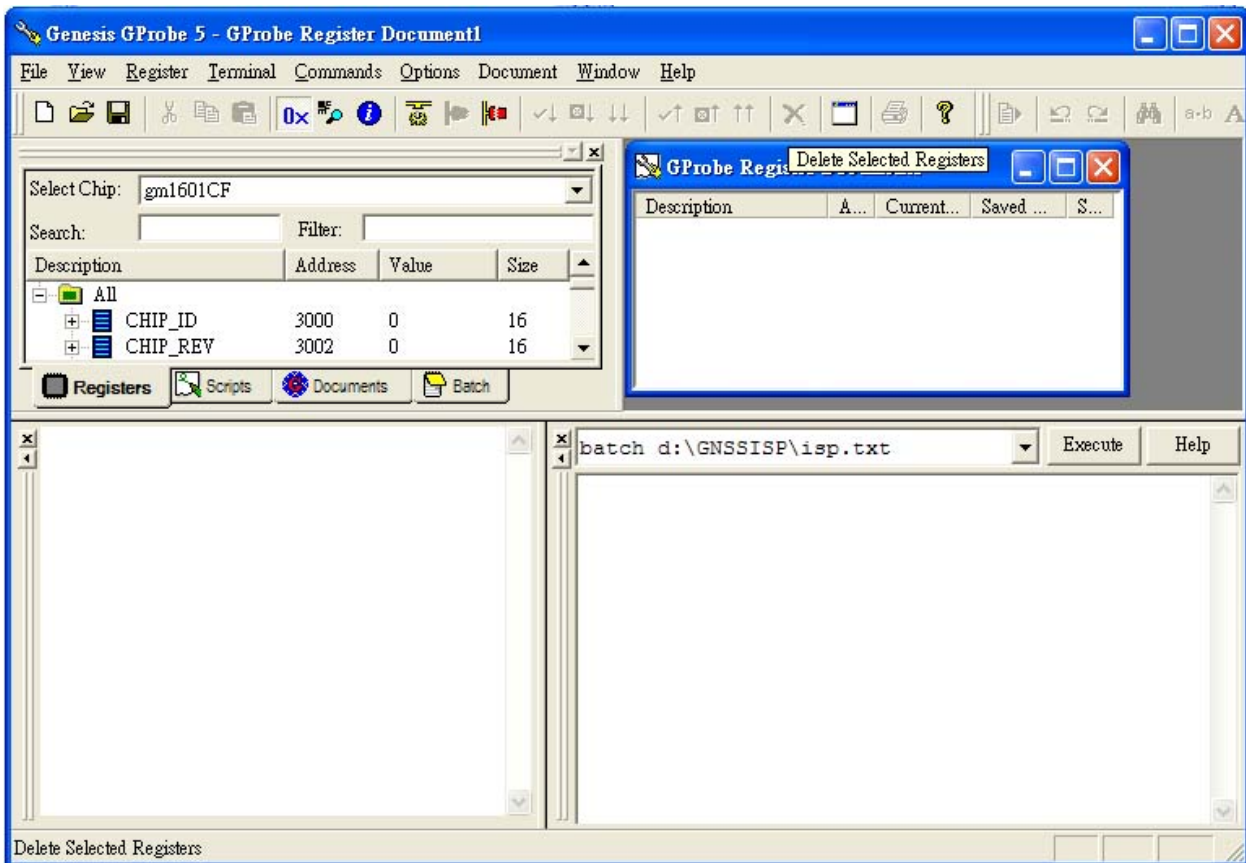 Genesis GProbe 5 - GProbe Register Document1
File View Register Terminal Commands Options Document Window Help
0x a-b A
Select Chip: gm1601CF
Search: Filter:
Description Address Value Size
All
CHIP_ID 3000 0 16
CHIP_REV 3002 0 16
Registers Scripts Documents Batch
GProbe Regis
Delete Selected Registers
Description A... Current... Saved ... S...
batch d:\GNSSISP\isp.txt Execute Help
Delete Selected Registers